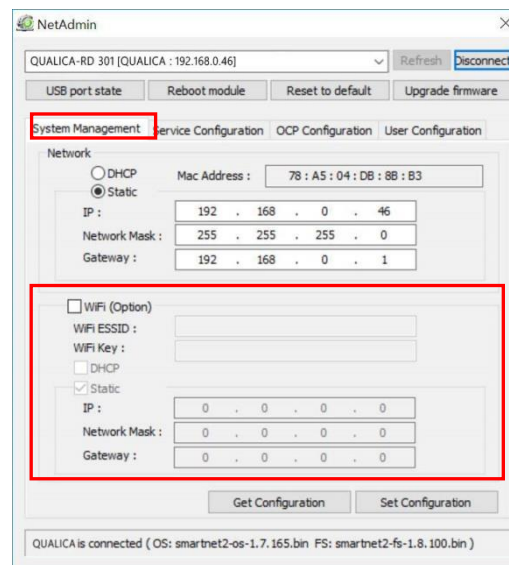 NetAdmin
QUALICA-RD 301 [QUALICA : 192.168.0.46] Refresh Disconnect
USB port state Reboot module Reset to default Upgrade firmware
System Management Service Configuration OCP Configuration User Configuration
Network
DHCP Mac Address : 78 : A5 : 04 : DB : 8B : B3
Static
IP : 192 . 168 . 0 . 46
Network Mask : 255 . 255 . 255 . 0
Gateway : 192 . 168 . 0 . 1
WiFi (Option)
WiFi ESSID :
WiFi Key :
DHCP
Static
IP : 0 . 0 . 0 . 0
Network Mask : 0 . 0 . 0 . 0
Gateway : 0 . 0 . 0 . 0
Get Configuration Set Configuration
QUALICA is connected ( OS: smartnet2-os-1.7.165.bin FS: smartnet2-fs-1.8.100.bin )